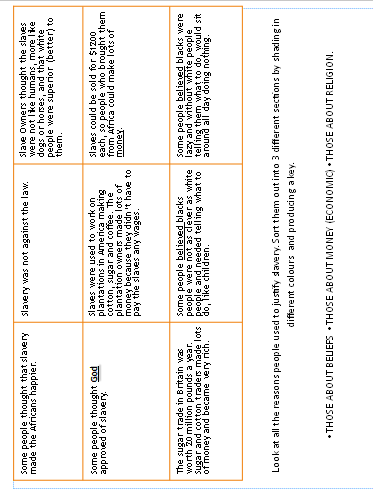 Some people thought that slavery
made the Africans happier.
Slavery was not against the law.
Slave Owners thought the slaves
were not like humans, more like
dogs or horses, and that white
people were superior (better) to
them.
Some people thought God
approved of slavery.
Slaves were used to work on
plantations in America making
cotton, sugar and coffee. The
plantation owners made lots of
money because they didn't have to
pay the slaves any wages.
Slaves could be sold for $1200
each, so people who brought them
from Africa could make lots of
money.
The sugar trade in Britain was
worth 20 million pounds a year.
Sugar and cotton traders made lots
of money and became very rich.
Some people believed blacks
people were not as clever as white
people and needed telling what to
do, like children
Some people believed blacks were
lazy and without white people
telling them what to do, would sit
around all day doing nothing.
Look at all the reasons people used to justify slavery. Sort them out into 3 different sections by shading in
different colours and producing a key.
• THOSE ABOUT BELIEFS • THOSE ABOUT MONEY (ECONOMIC) • THOSE ABOUT RELIGION.